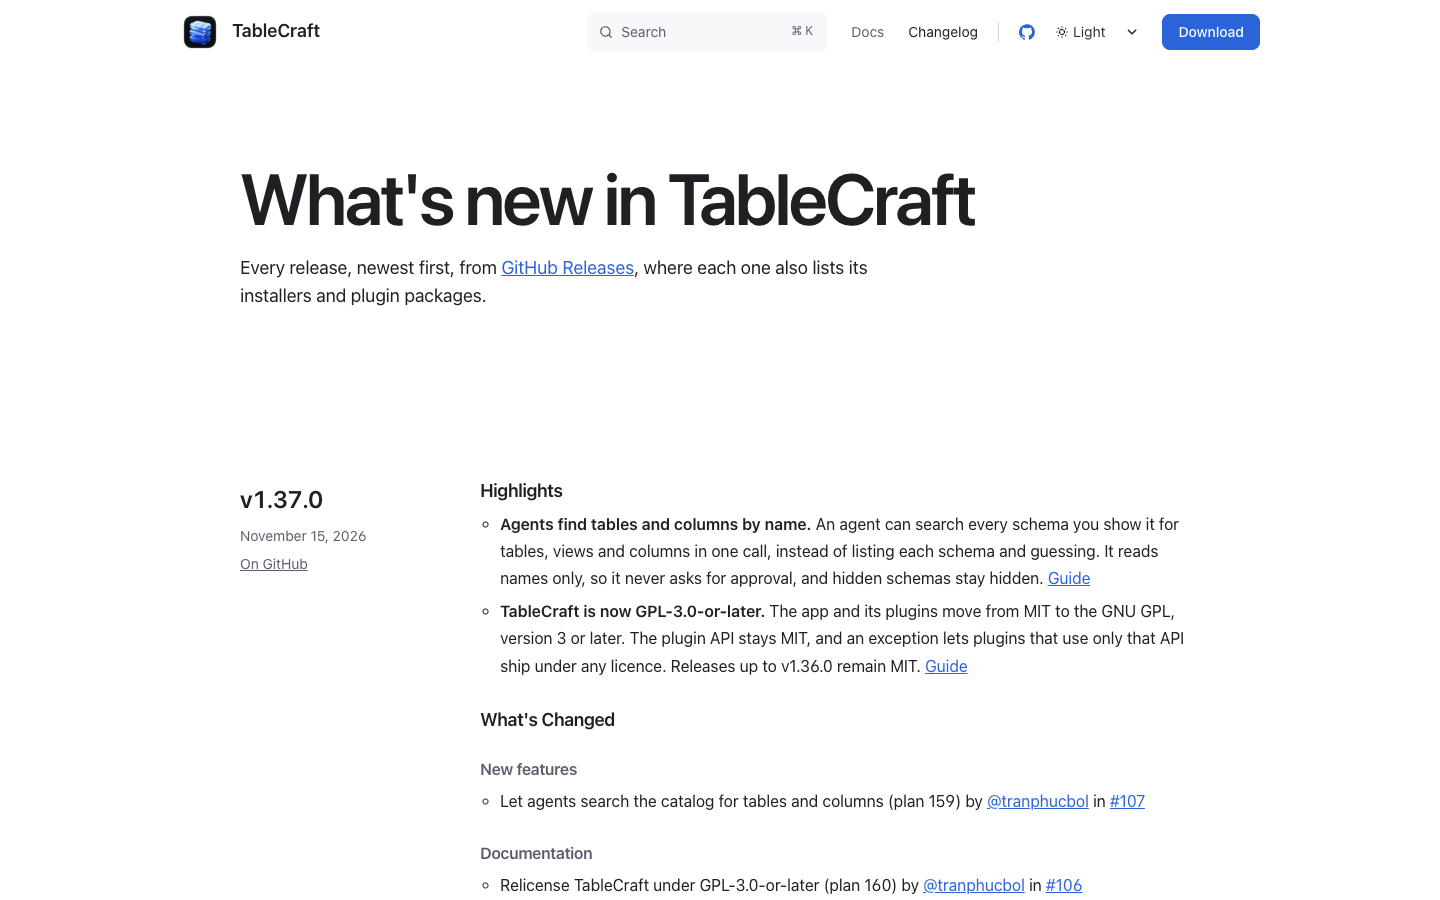 TableCraft
Search
⌘ K
Docs
Changelog
Light
Download
What's new in TableCraft
Every release, newest first, from GitHub Releases, where each one also lists its
installers and plugin packages.
v1.37.0
November 15, 2026
On GitHub
Highlights
Agents find tables and columns by name. An agent can search every schema you show it for
tables, views and columns in one call, instead of listing each schema and guessing. It reads
names only, so it never asks for approval, and hidden schemas stay hidden. Guide
TableCraft is now GPL-3.0-or-later. The app and its plugins move from MIT to the GNU GPL,
version 3 or later. The plugin API stays MIT, and an exception lets plugins that use only that API
ship under any licence. Releases up to v1.36.0 remain MIT. Guide
What's Changed
New features
Let agents search the catalog for tables and columns (plan 159) by @tranphucbol in #107
Documentation
Relicense TableCraft under GPL-3.0-or-later (plan 160) by @tranphucbol in #106